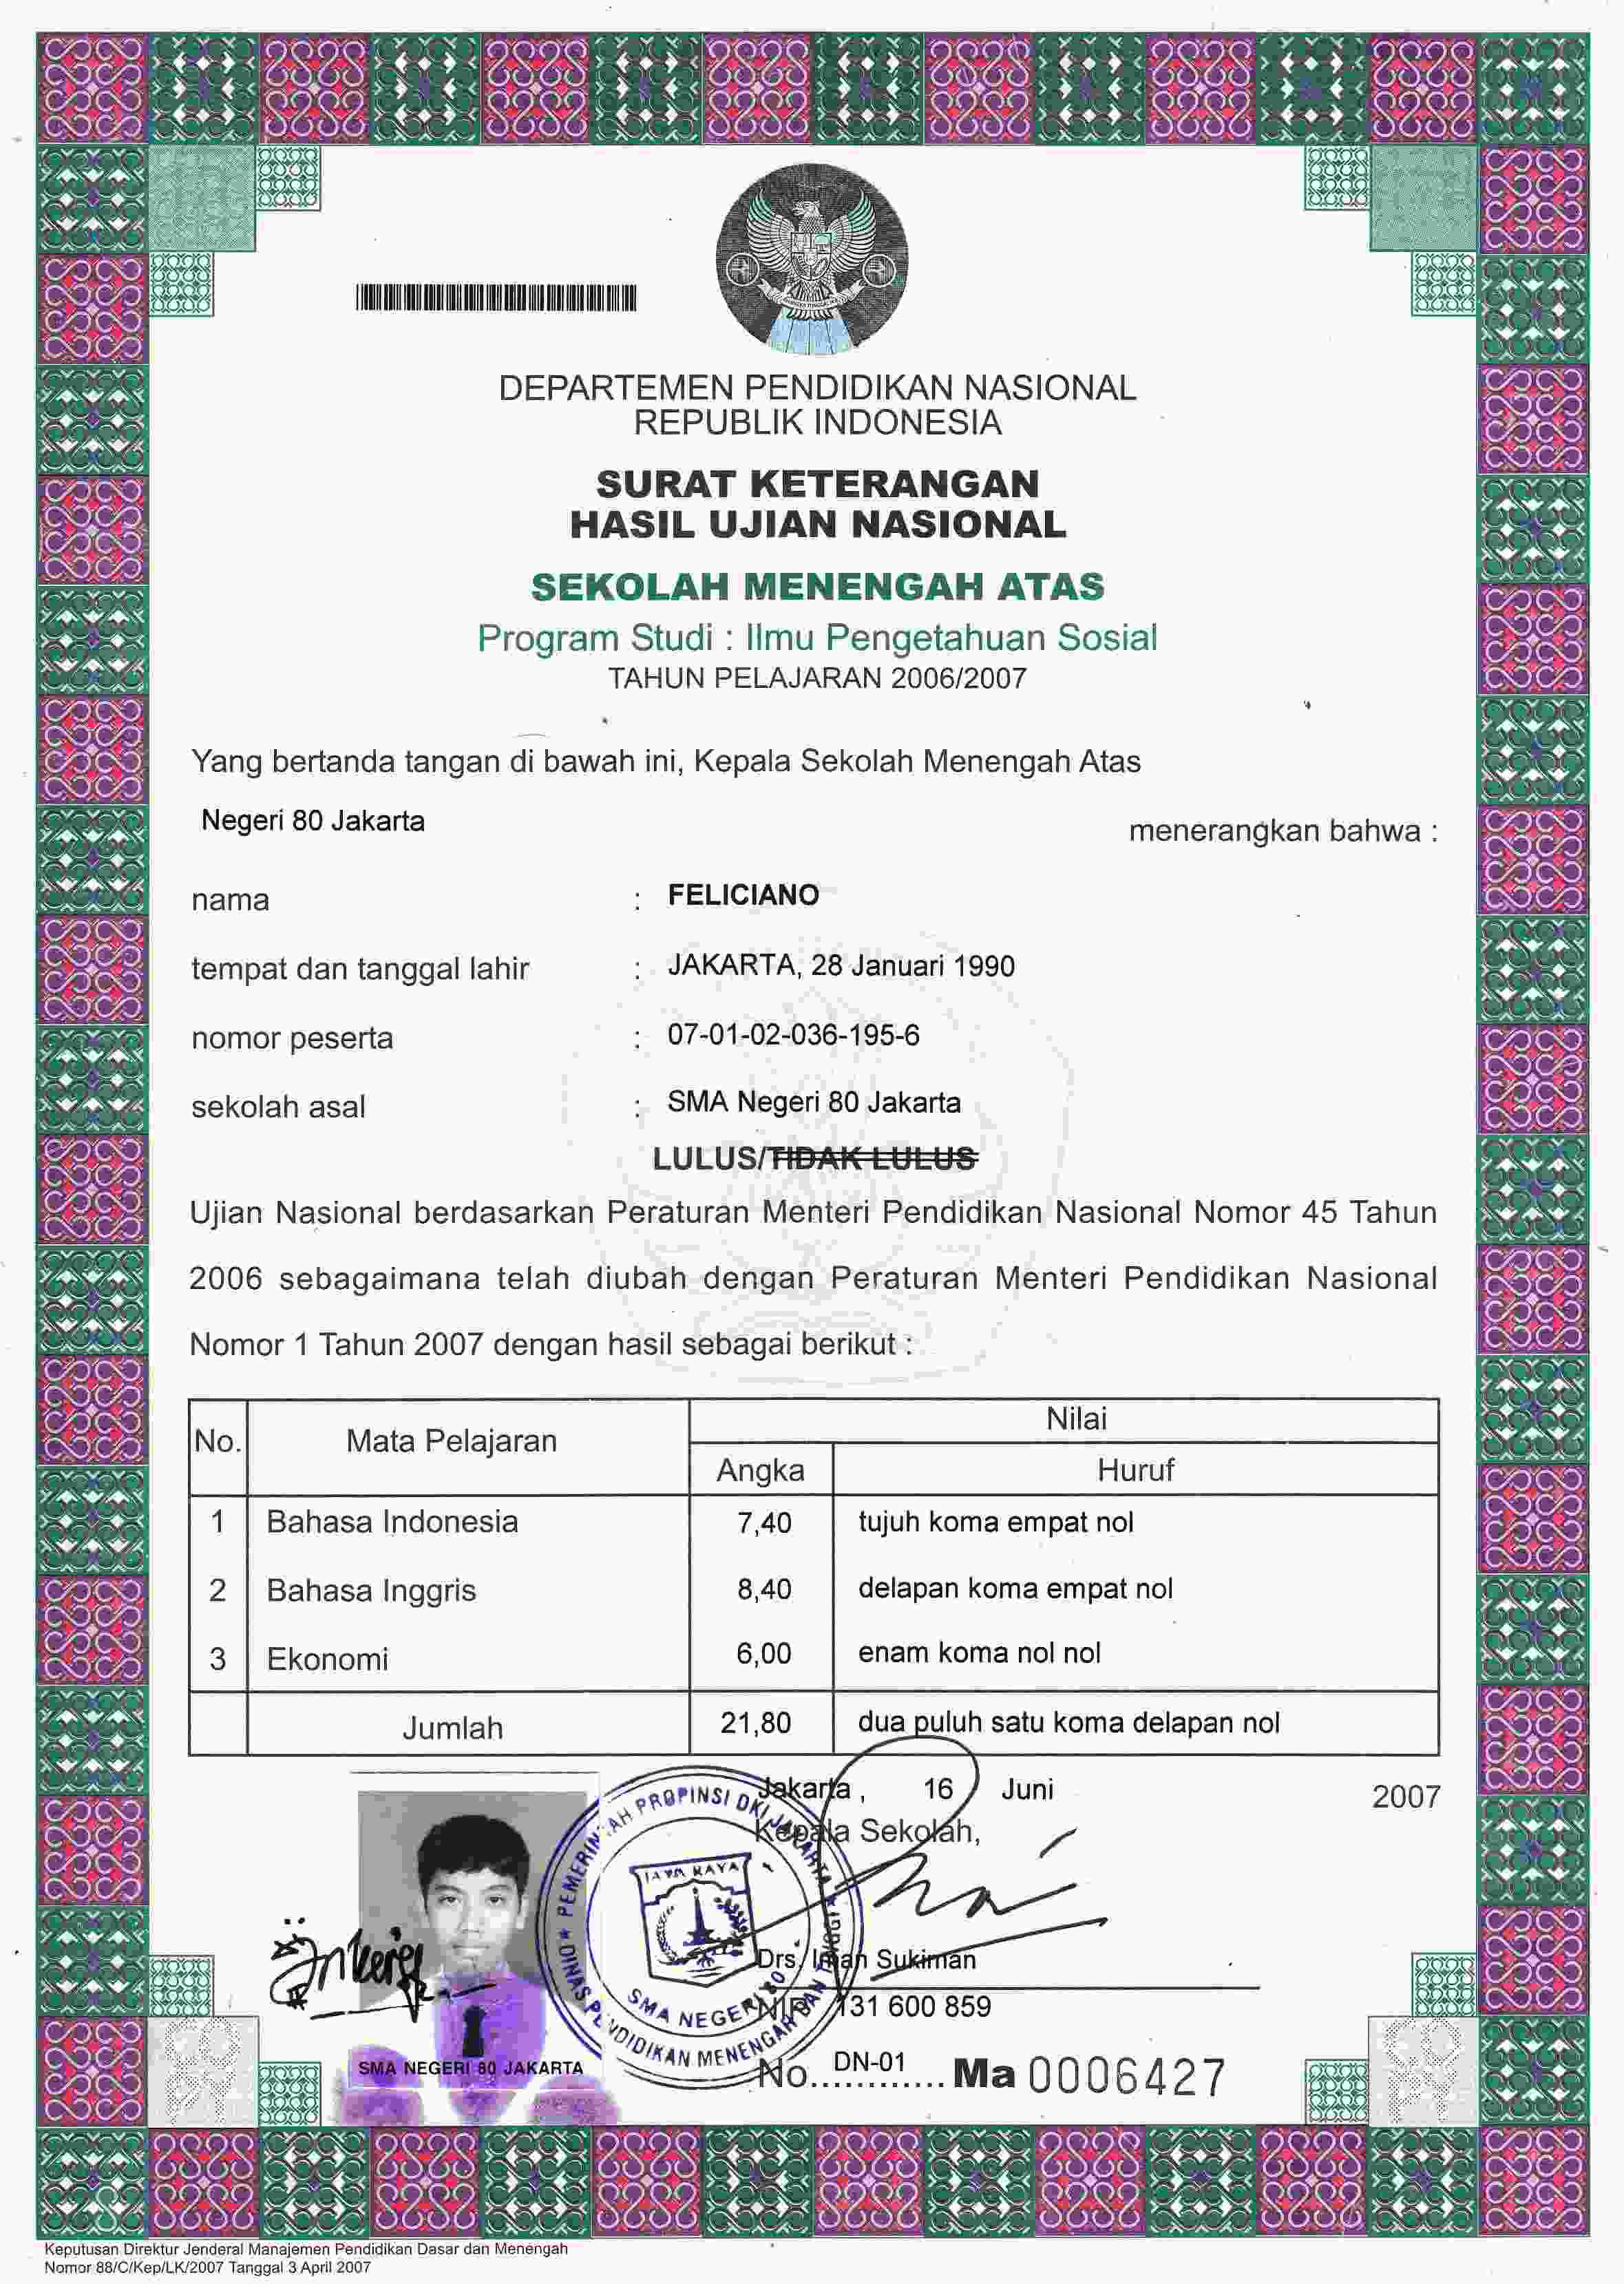 DEPARTEMEN PENDIDIKAN NASIONAL
REPUBLIK INDONESIA
SURAT KETERANGAN
HASIL UJIAN NASIONAL
SEKOLAH MENENGAH ATAS
Program Studi : Ilmu Pengetahuan Sosial
TAHUN PELAJARAN 2006/2007
Yang bertanda tangan di bawah ini, Kepala Sekolah Menengah Atas
Negeri 80 Jakarta menerangkan bahwa :
nama : FELICIANO
tempat dan tanggal lahir : JAKARTA, 28 Januari 1990
nomor peserta : 07-01-02-036-195-6
sekolah asal : SMA Negeri 80 Jakarta
LULUS/TIDAK LULUS
Ujian Nasional berdasarkan Peraturan Menteri Pendidikan Nasional Nomor 45 Tahun
2006 sebagaimana telah diubah dengan Peraturan Menteri Pendidikan Nasional
Nomor 1 Tahun 2007 dengan hasil sebagai berikut :
No. Mata Pelajaran Nilai
Angka Huruf
1 Bahasa Indonesia 7,40 tujuh koma empat nol
2 Bahasa Inggris 8,40 delapan koma empat nol
3 Ekonomi 6,00 enam koma nol nol
Jumlah 21,80 dua puluh satu koma delapan nol
Jakarta, 16 Juni 2007
Kepala Sekolah,
PEMERINTAH PROPINSI DKI JAKARTA
DINAS PENDIDIKAN MENENGAH DAN TINGGI
JAYA RAYA
SMA NEGERI 80
Drs. Iman Sukiman
NIP 131 600 859
SMA NEGERI 80 JAKARTA
No............ DN-01 Ma 0006427
COPY
COPY
Keputusan Direktur Jenderal Manajemen Pendidikan Dasar dan Menengah
Nomor 88/C/Kep/LK/2007 Tanggal 3 April 2007